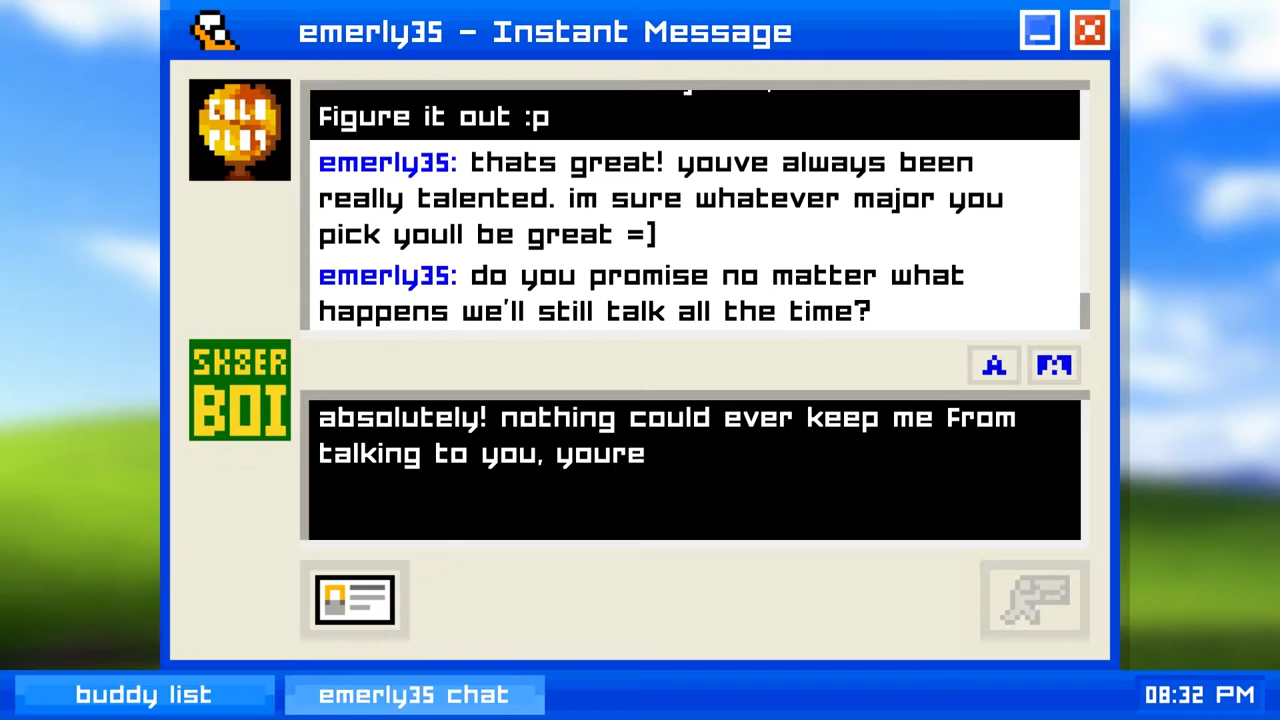 emerly35 - Instant Message
COLD
PLAY
Figure it out :p
emerly35: thats great! youve always been
really talented. im sure whatever major you
pick youll be great =]
emerly35: do you promise no matter what
happens we'll still talk all the time?
SK8ER
BOI
A
absolutely! nothing could ever keep me from
talking to you, youre
buddy list
emerly35 chat
08:32 PM